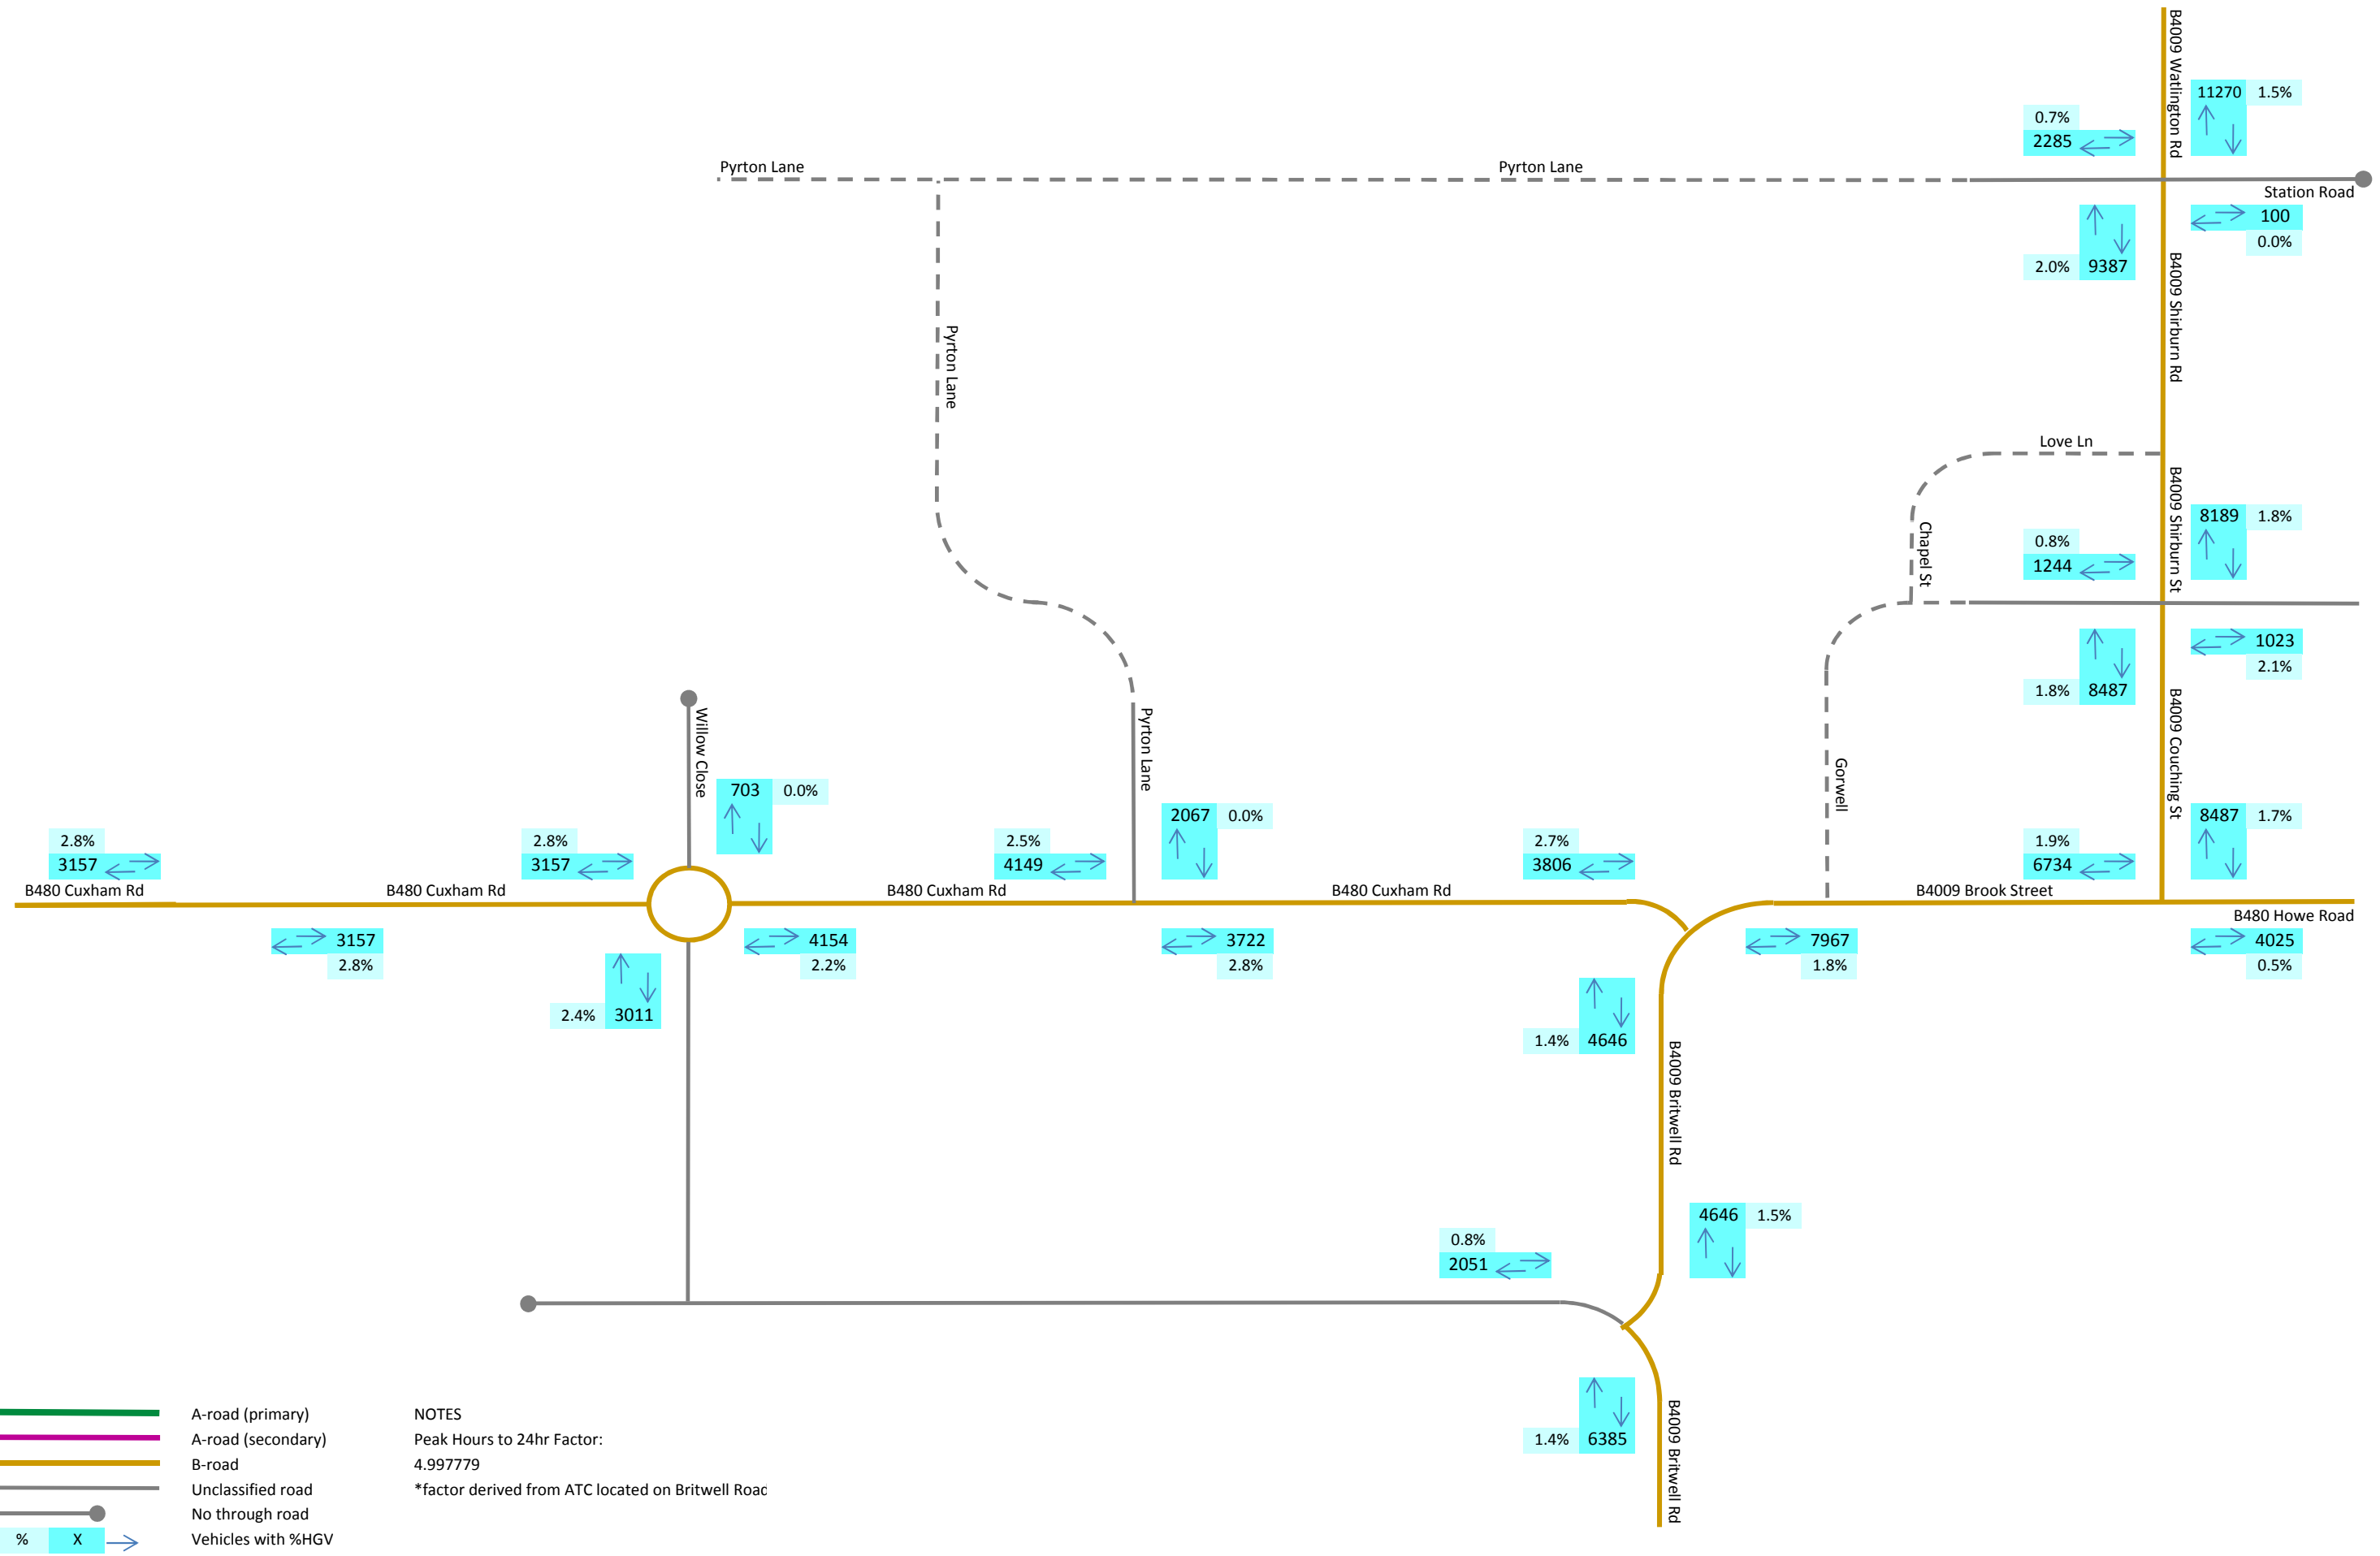 B4009 Watlington Rd
11270 1.5%
0.7%
2285
Pyrton Lane
Pyrton Lane
Station Road
100
0.0%
2.0% 9387
B4009 Shirburn Rd
Pyrton Lane
Love Ln
B4009 Shirburn St
8189 1.8%
Chapel St
0.8%
1244
1023
2.1%
1.8% 8487
B4009 Couching St
Willow Close
Pyrton Lane
Gorwell
703 0.0%
2067 0.0%
8487 1.7%
2.8%
3157
2.8%
3157
2.5%
4149
2.7%
3806
1.9%
6734
B480 Cuxham Rd
B480 Cuxham Rd
B480 Cuxham Rd
B480 Cuxham Rd
B4009 Brook Street
B480 Howe Road
3157
2.8%
4154
2.2%
3722
2.8%
7967
1.8%
4025
0.5%
2.4% 3011
1.4% 4646
B4009 Britwell Rd
4646 1.5%
0.8%
2051
1.4% 6385
B4009 Britwell Rd
A-road (primary)
A-road (secondary)
B-road
Unclassified road
No through road
% X Vehicles with %HGV
NOTES
Peak Hours to 24hr Factor:
4.997779
*factor derived from ATC located on Britwell Road